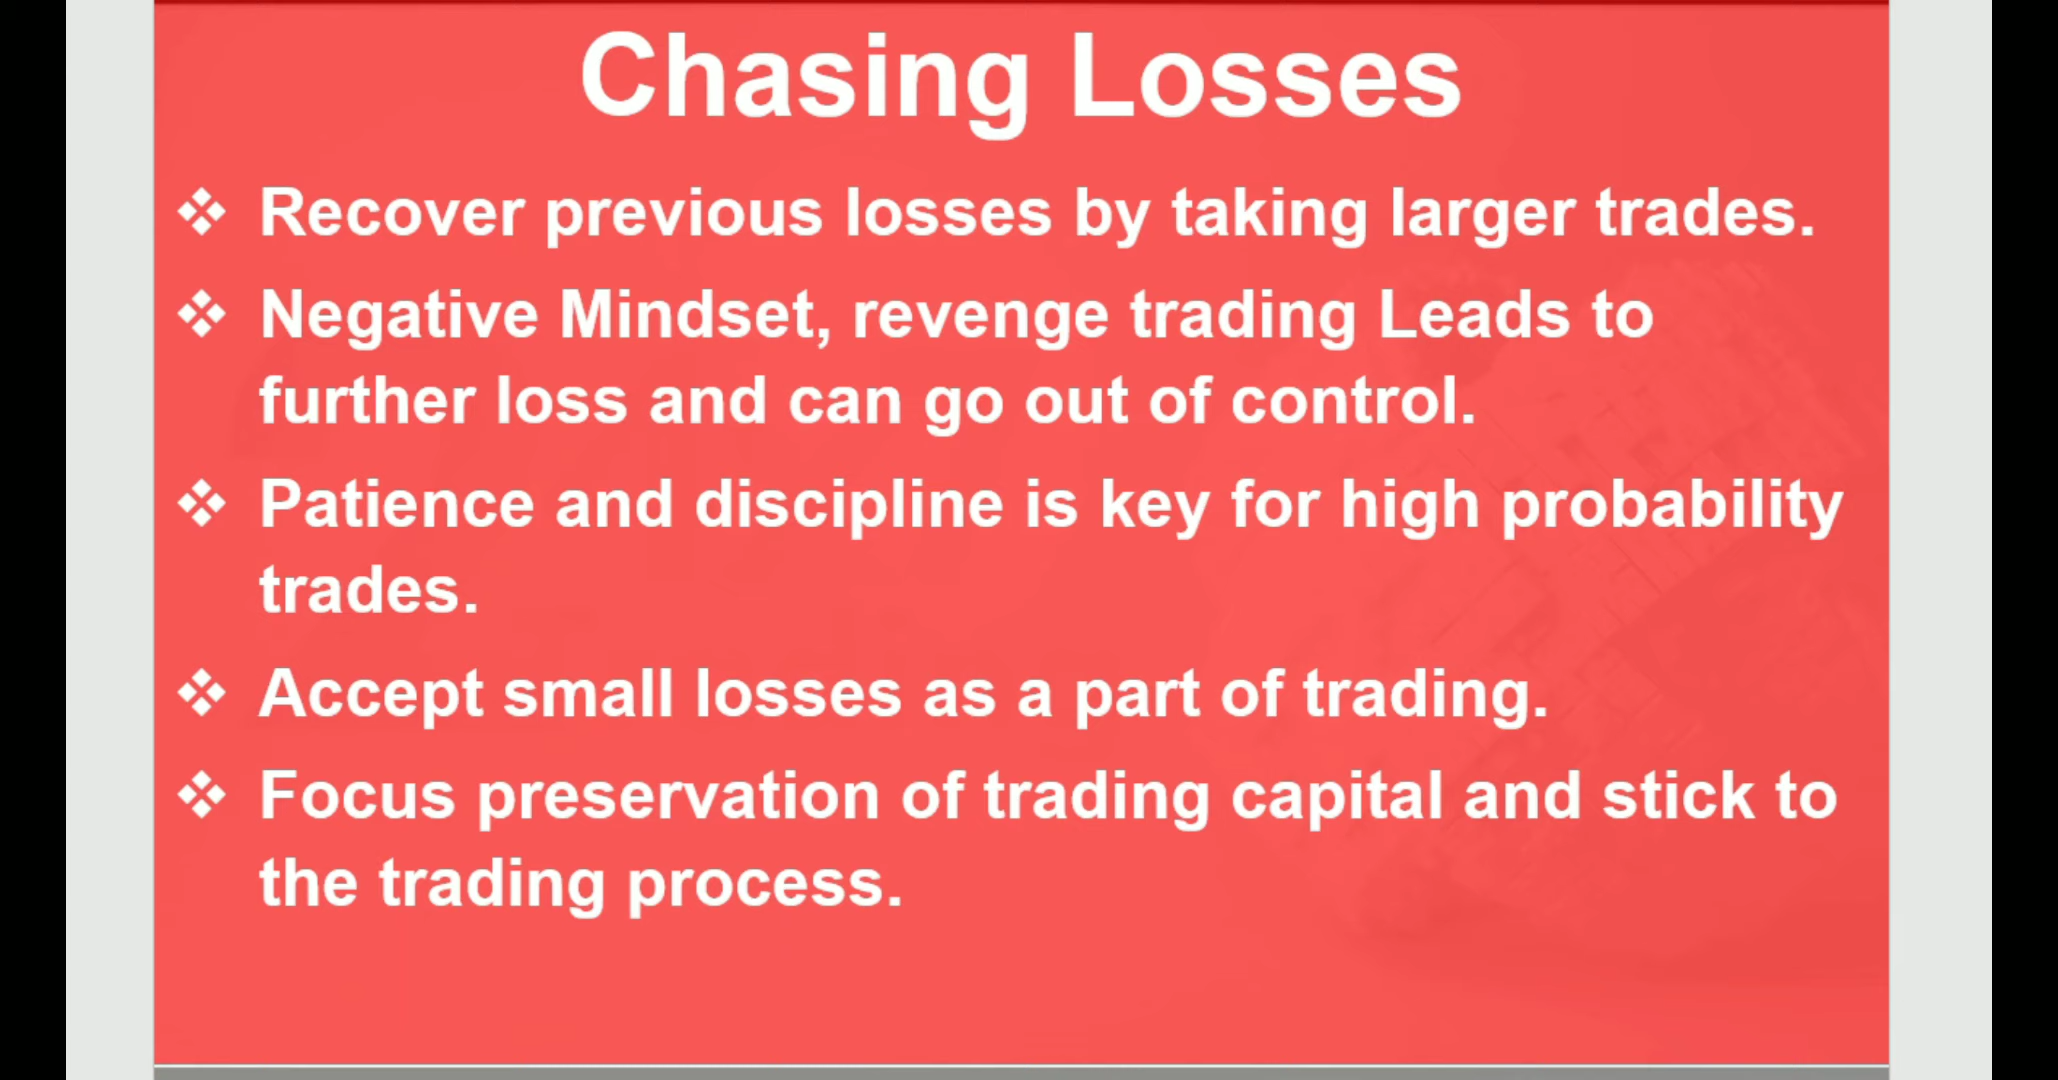 Chasing Losses
❖ Recover previous losses by taking larger trades.
❖ Negative Mindset, revenge trading Leads to
further loss and can go out of control.
❖ Patience and discipline is key for high probability
trades.
❖ Accept small losses as a part of trading.
❖ Focus preservation of trading capital and stick to
the trading process.